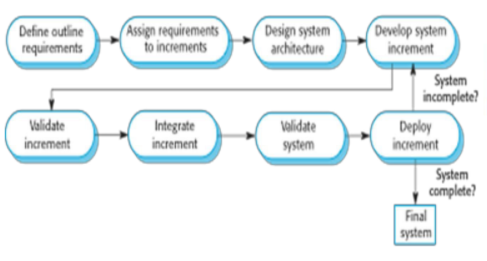 Define outline
requirements
Assign requirements
to increments
Design system
architecture
Develop system
increment
System
incomplete?
Validate
increment
Integrate
increment
Validate
system
Deploy
increment
System
complete?
Final
system